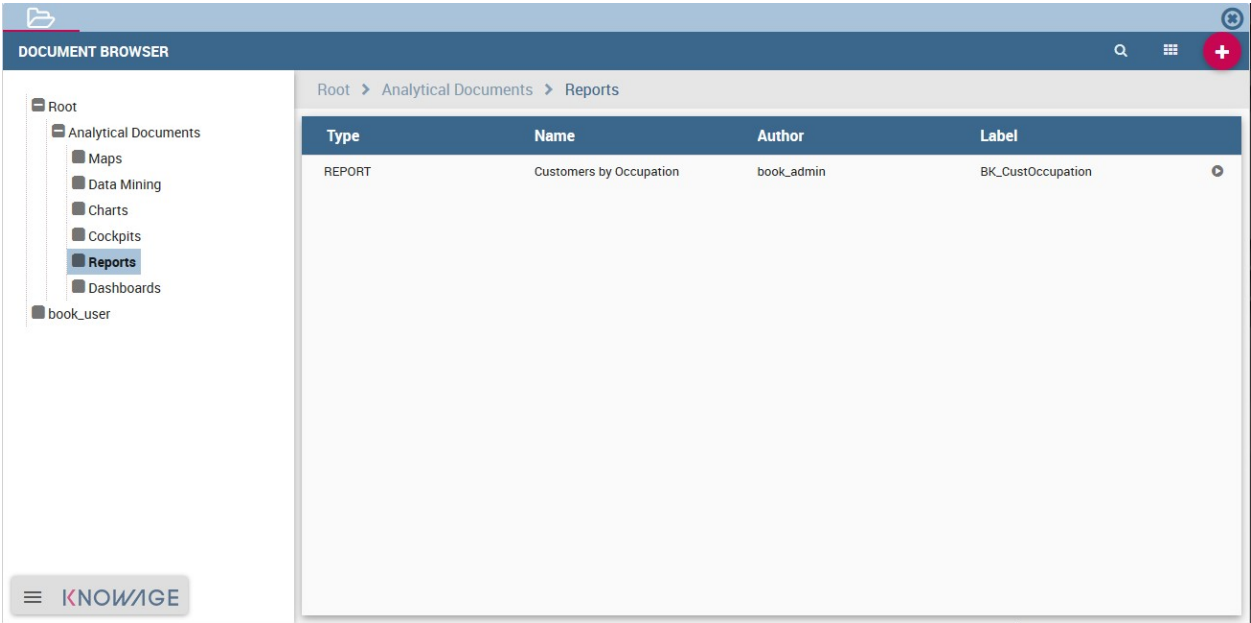 DOCUMENT BROWSER
Root
Analytical Documents
Maps
Data Mining
Charts
Cockpits
Reports
Dashboards
book_user
Root > Analytical Documents > Reports
Type Name Author Label
REPORT Customers by Occupation book_admin BK_CustOccupation
KNOWAGE